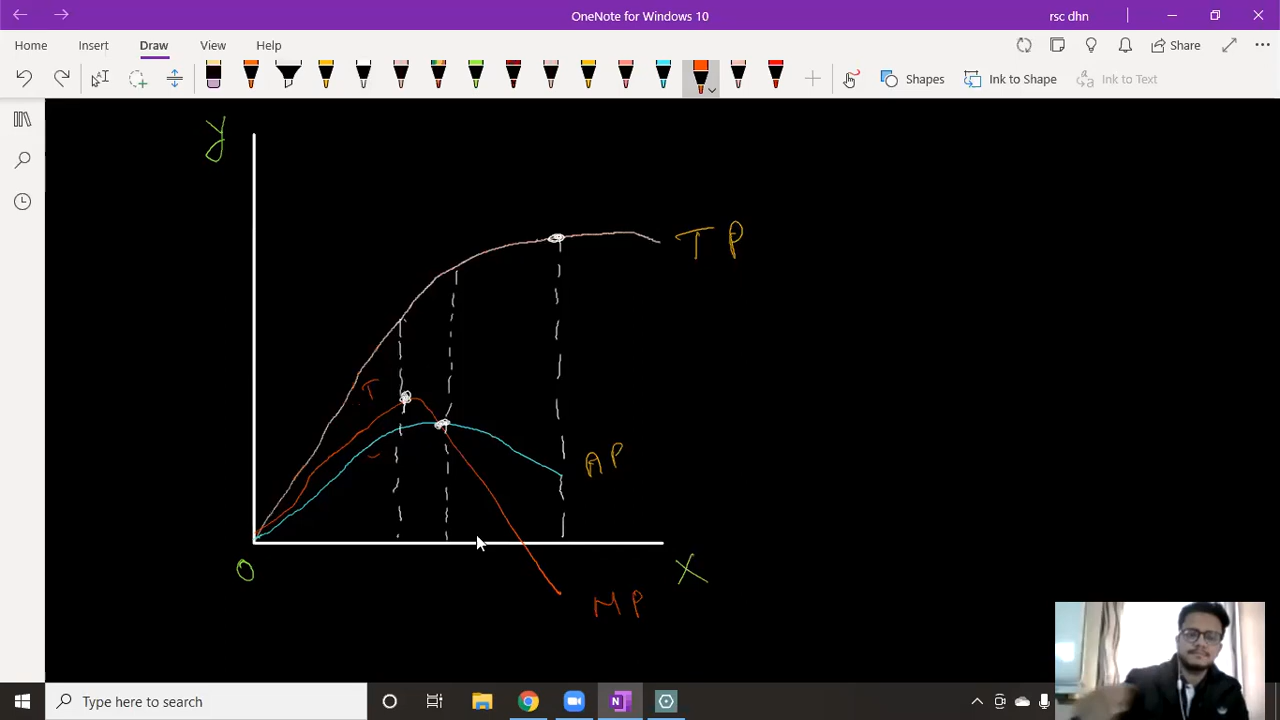 OneNote for Windows 10
rsc dhn
Home Insert Draw View Help
Share
Shapes Ink to Shape Ink to Text
y
TP
T
AP
O
X
MP
Type here to search